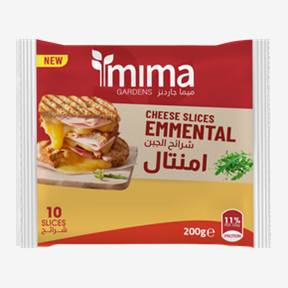 NEW
mima
GARDENS ميما جاردنز
CHEESE SLICES
EMMENTAL
شرائح الجبن
امنتال
10
SLICES
شرائح
200g℮
11%
PROTEIN